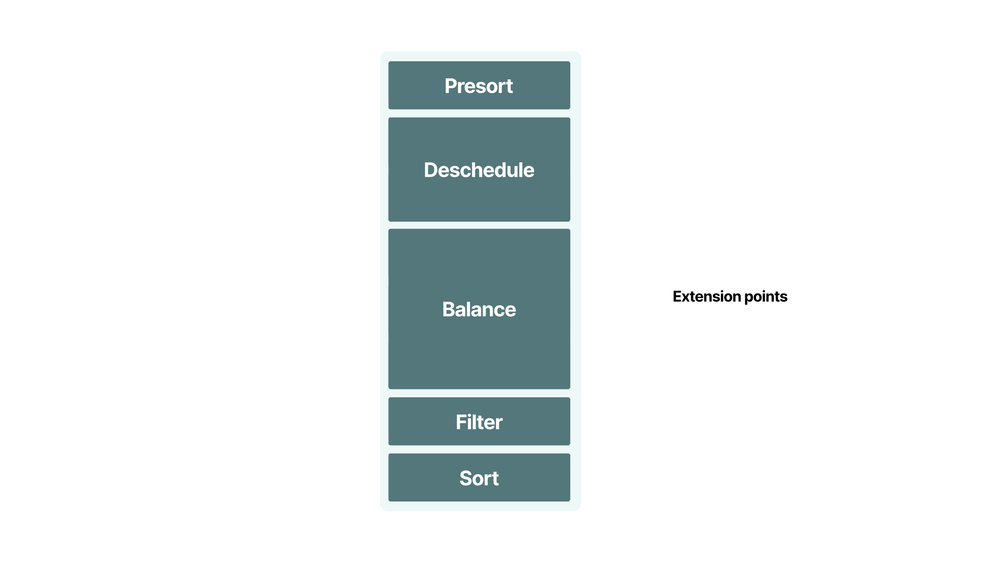 Presort
Deschedule
Balance
Extension points
Filter
Sort